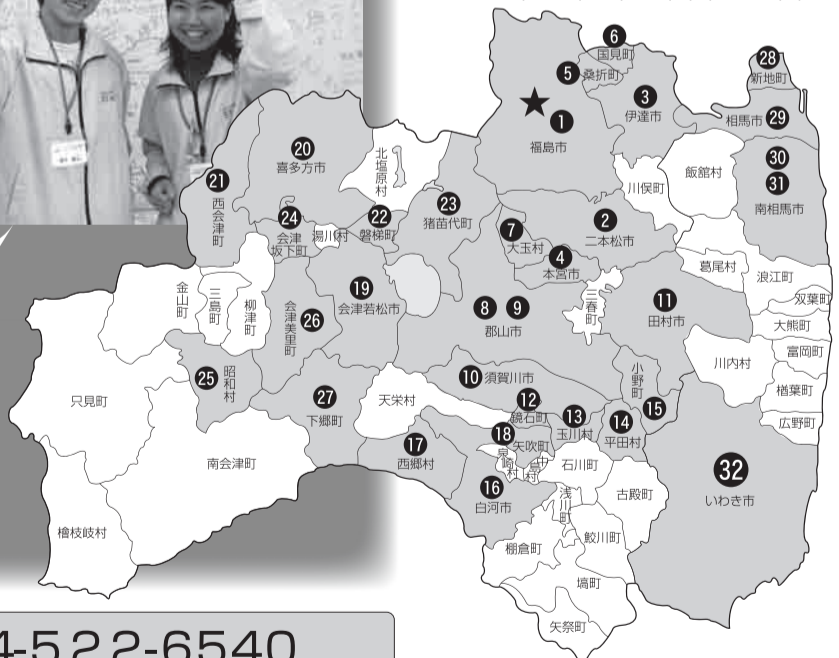 6
国見町
28
新地町
5
桑折町
3
伊達市
★
1
福島市
相馬市 29
20
喜多方市
北塩原村
飯舘村
30
31
南相馬市
21
西会津町
23
猪苗代町
川俣町
24
会津坂下町
湯川村
22
磐梯町
7
大玉村
2
二本松市
4
本宮市
葛尾村
浪江町
双葉町
金山町
三島町
柳津町
19
会津若松市
会津美里町
26
8 9
郡山市
三春町
11
田村市
大熊町
富岡町
川内村
小野町
15
楢葉町
広野町
25
昭和村
只見町
27
下郷町
10 須賀川市
天栄村
12
鏡石町
13
玉川村
14
平田村
18
矢吹町
17
西郷村
泉崎村
中島村
石川町
南会津町
16
白河市
浅川町
古殿町
32
いわき市
檜枝岐村
棚倉町
鮫川町
塙町
矢祭町
4-522-6540